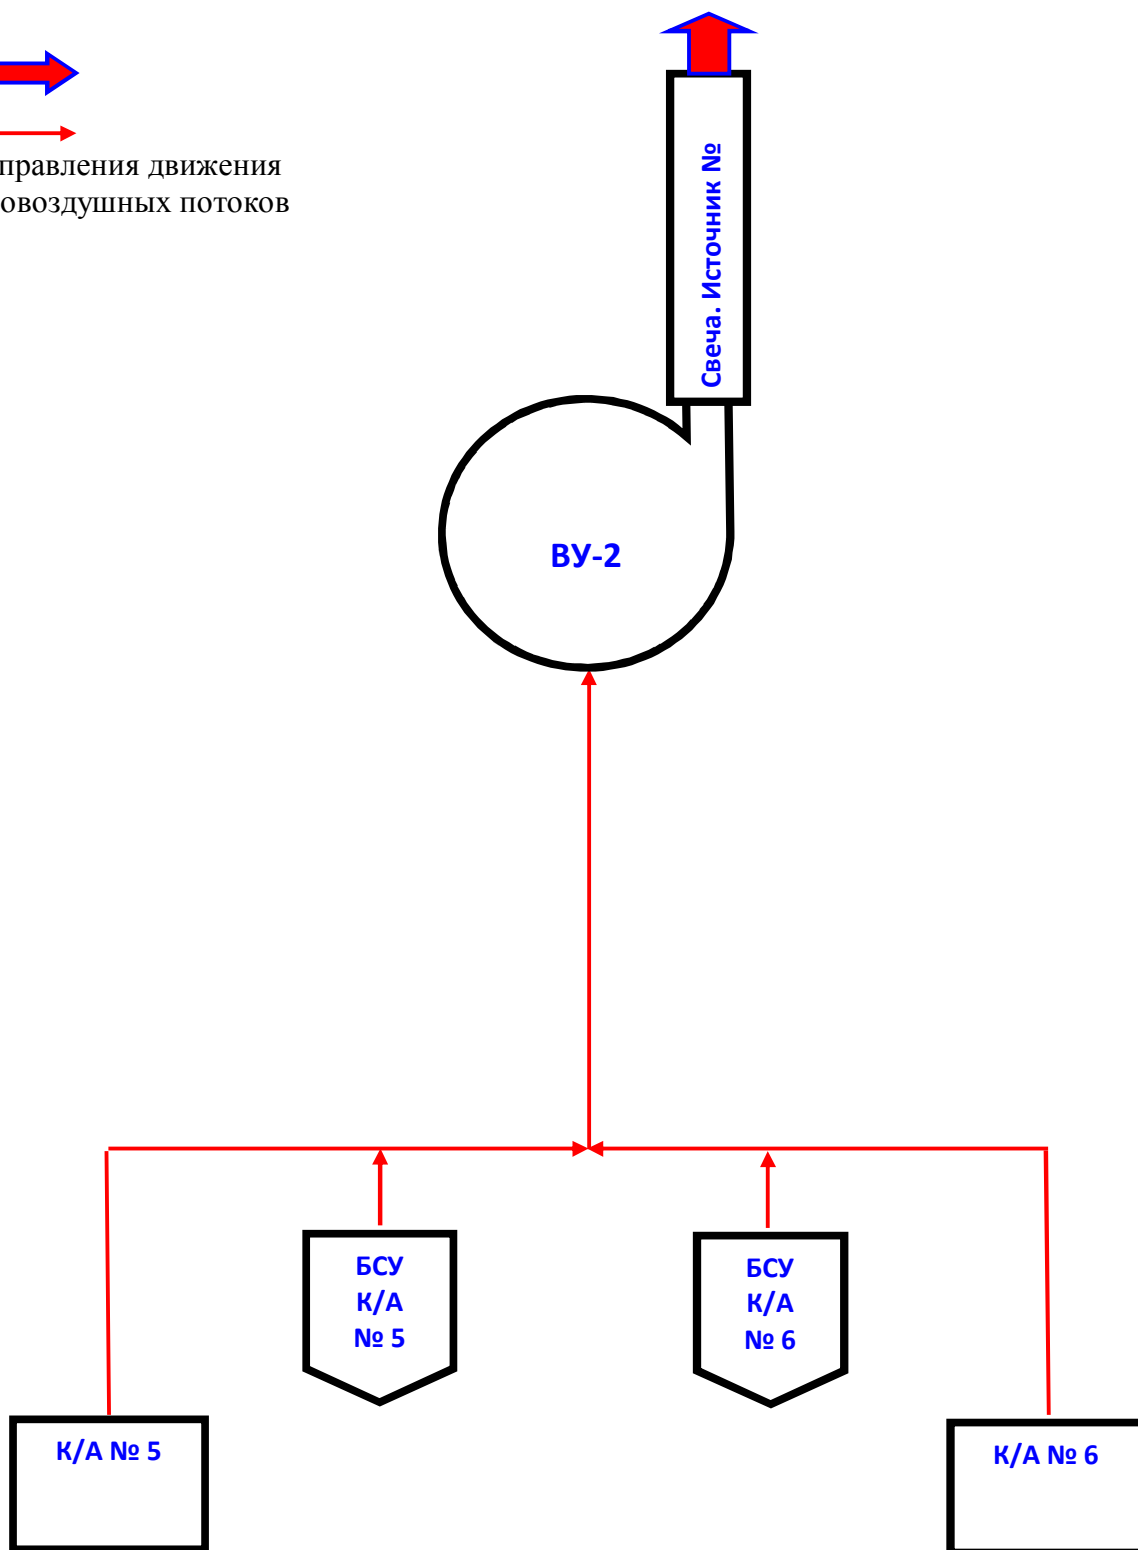 правления движения
овоздушных потоков
Свеча. Источник №
ВУ-2
БСУ
К/А
№ 5
БСУ
К/А
№ 6
К/А № 5
К/А № 6